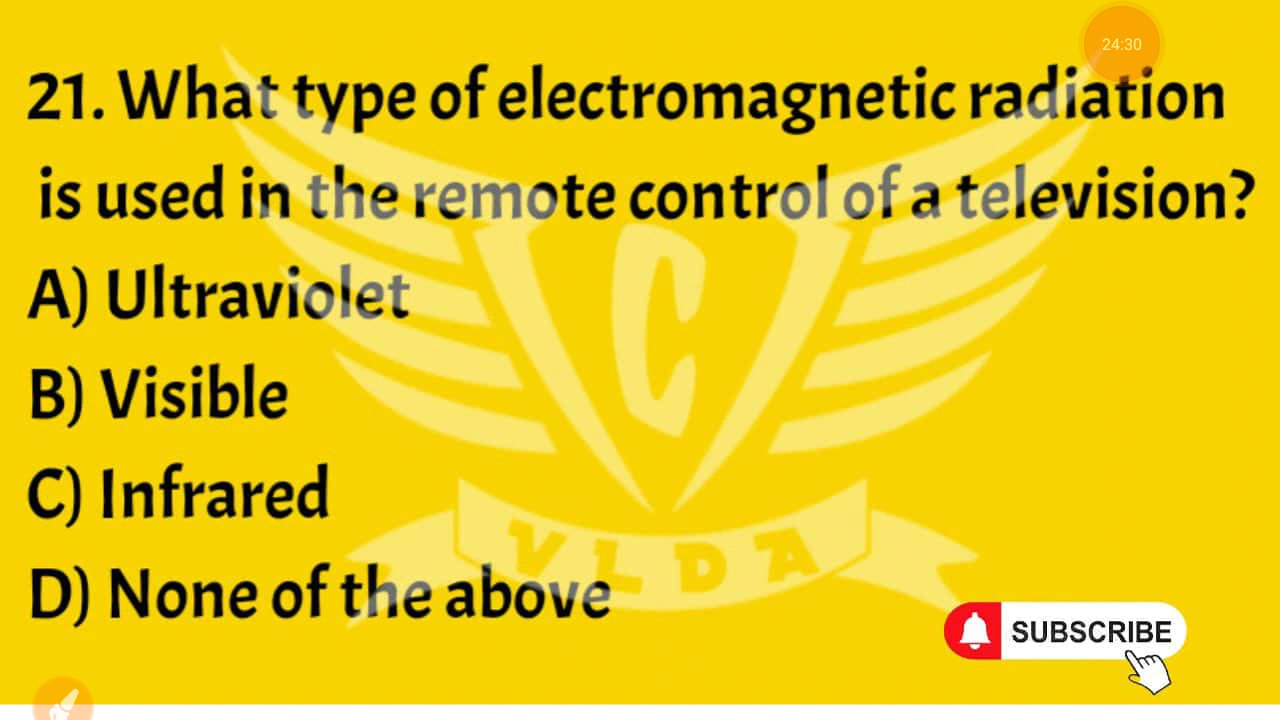 24:30
21. What type of electromagnetic radiation
is used in the remote control of a television?
A) Ultraviolet
B) Visible
C) Infrared
D) None of the above
C
VLDA
SUBSCRIBE